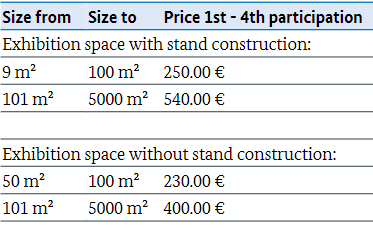 Size from Size to Price 1st - 4th participation
Exhibition space with stand construction:
9 m² 100 m² 250.00 €
101 m² 5000 m² 540.00 €
Exhibition space without stand construction:
50 m² 100 m² 230.00 €
101 m² 5000 m² 400.00 €